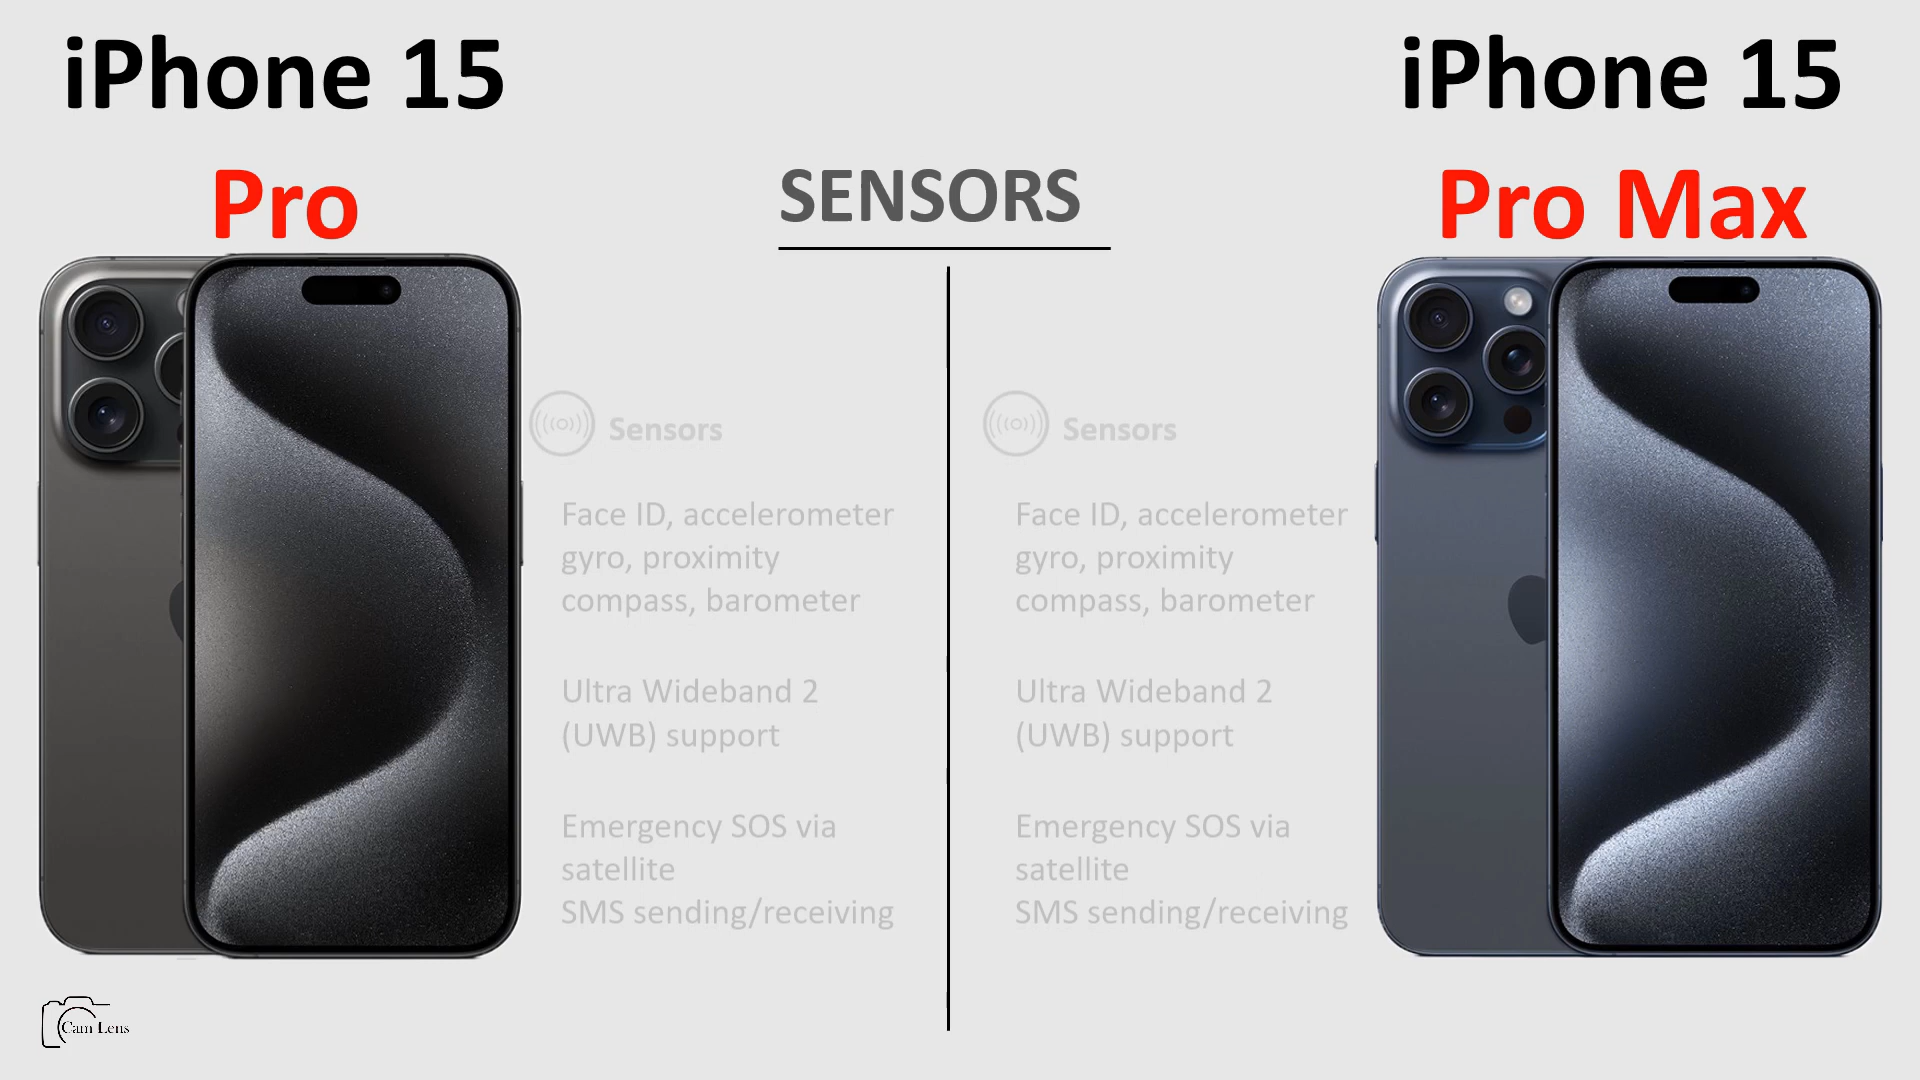 iPhone 15
Pro
iPhone 15
Pro Max
SENSORS
Sensors
Face ID, accelerometer
gyro, proximity
compass, barometer
Ultra Wideband 2
(UWB) support
Emergency SOS via
satellite
SMS sending/receiving
Sensors
Face ID, accelerometer
gyro, proximity
compass, barometer
Ultra Wideband 2
(UWB) support
Emergency SOS via
satellite
SMS sending/receiving
Cam Lens